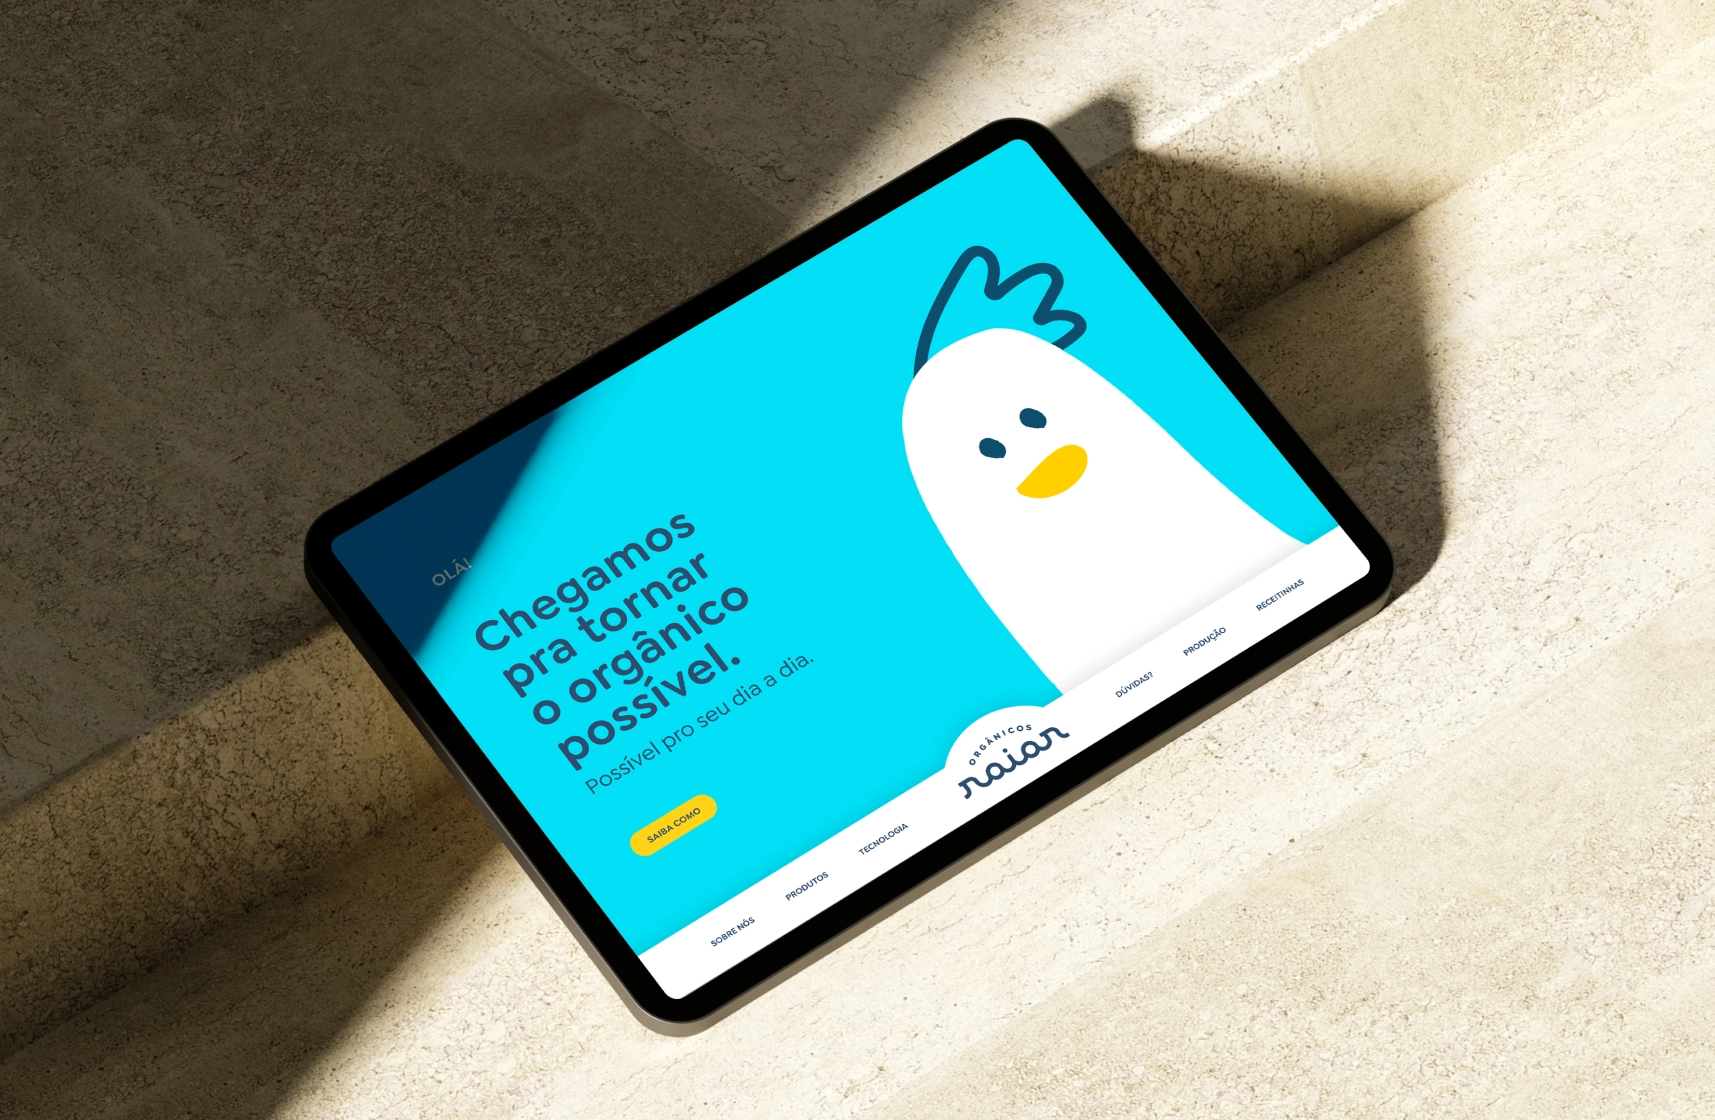 OLÁ!
Chegamos
pra tornar
o orgânico
possível.
Possível pro seu dia a dia.
SAIBA COMO
SOBRE NÓS
PRODUTOS
TECNOLOGIA
ORGÂNICOS
raiar
DÚVIDAS?
PRODUÇÃO
RECEITINHAS